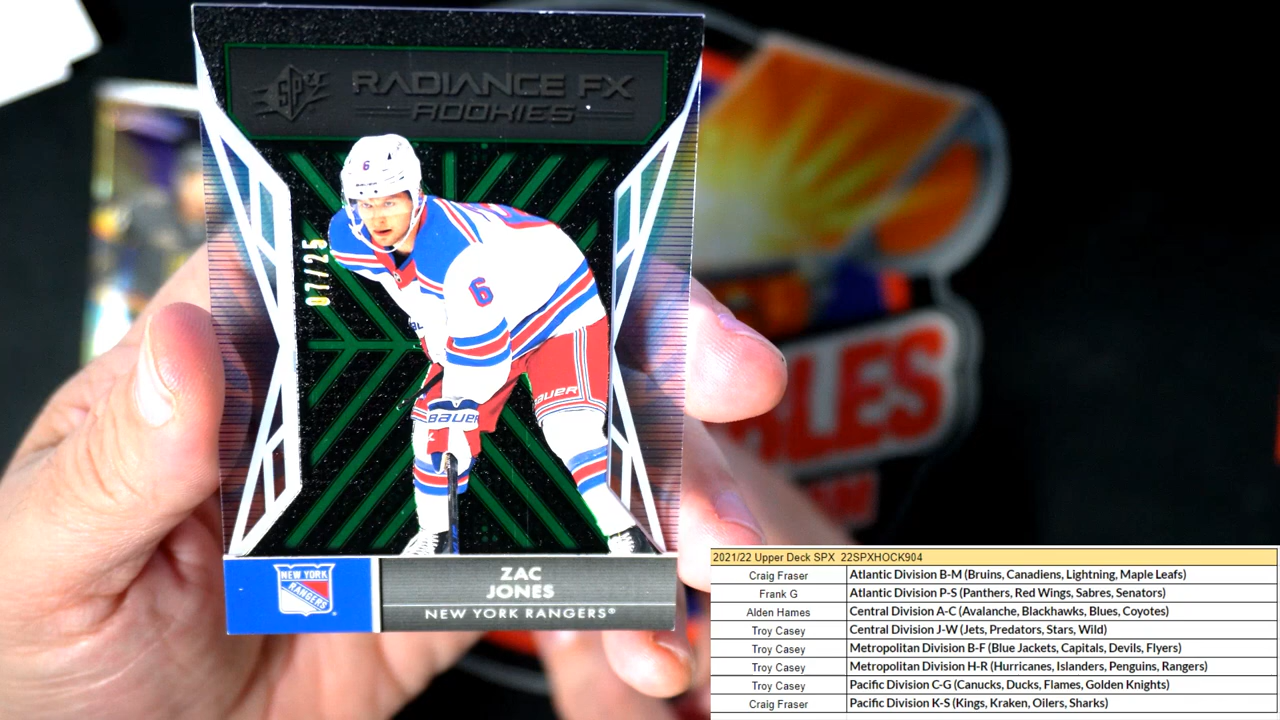 SPX
RADIANCE FX
ROOKIES
6
07/25
6
BAUER
BAUER
NEW YORK
RANGERS
ZAC
JONES
NEW YORK RANGERS®
LES
2021/22 Upper Deck SPX 22SPXHOCK904
Craig Fraser Atlantic Division B-M (Bruins, Canadiens, Lightning, Maple Leafs)
Frank G Atlantic Division P-S (Panthers, Red Wings, Sabres, Senators)
Alden Hames Central Division A-C (Avalanche, Blackhawks, Blues, Coyotes)
Troy Casey Central Division J-W (Jets, Predators, Stars, Wild)
Troy Casey Metropolitan Division B-F (Blue Jackets, Capitals, Devils, Flyers)
Troy Casey Metropolitan Division H-R (Hurricanes, Islanders, Penguins, Rangers)
Troy Casey Pacific Division C-G (Canucks, Ducks, Flames, Golden Knights)
Craig Fraser Pacific Division K-S (Kings, Kraken, Oilers, Sharks)